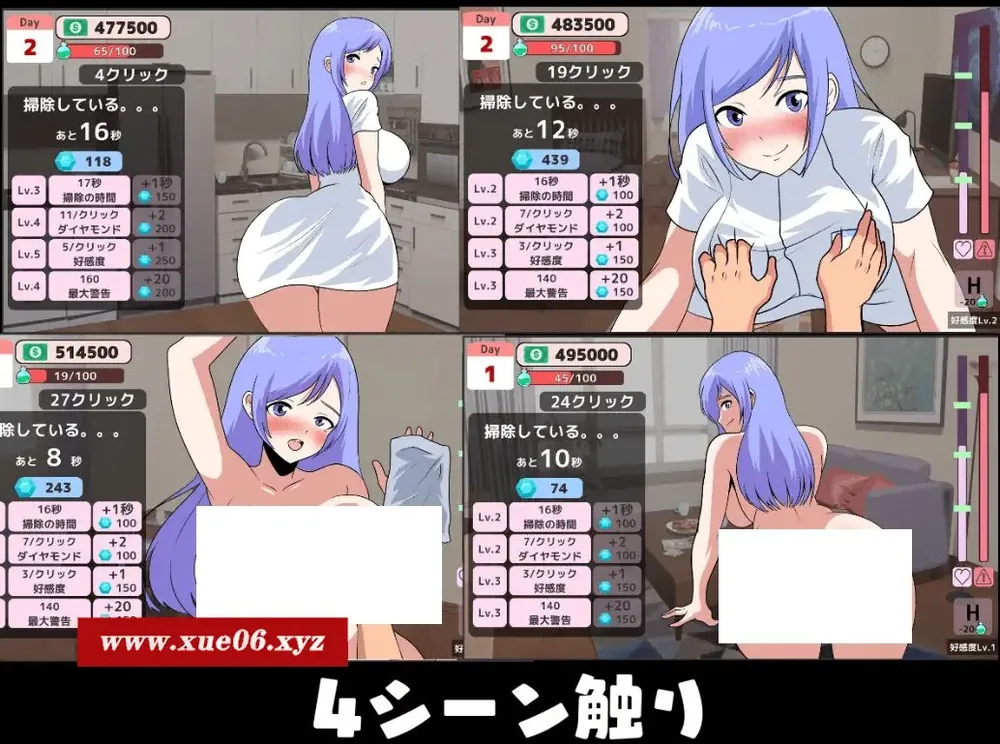 Day
2
477500
65/100
4クリック
掃除している。。。
あと16秒
118
Lv.3
17秒
掃除の時間
+1秒
150
Lv.4
11/クリック
ダイヤモンド
+2
200
Lv.5
5/クリック
好感度
+1
250
Lv.4
160
最大警告
+20
200
Day
2
483500
95/100
19クリック
掃除している。。。
あと12秒
439
Lv.2
16秒
掃除の時間
+1秒
100
Lv.2
7/クリック
ダイヤモンド
+2
100
Lv.3
3/クリック
好感度
+1
150
Lv.3
140
最大警告
+20
150
H
-20
好感度Lv.2
514500
19/100
27クリック
除している。。。
あと 8 秒
243
16秒
掃除の時間
+1秒
100
7/クリック
ダイヤモンド
+2
100
3/クリック
好感度
+1
150
140
最大警告
+20
Day
1
495000
45/100
24クリック
掃除している。。。
あと10秒
74
Lv.2
16秒
掃除の時間
+1秒
100
Lv.2
7/クリック
ダイヤモンド
+2
100
Lv.3
3/クリック
好感度
+1
150
Lv.3
140
最大警告
+20
150
H
-20
好感度Lv.1
www.xue06.xyz
4シーン触り